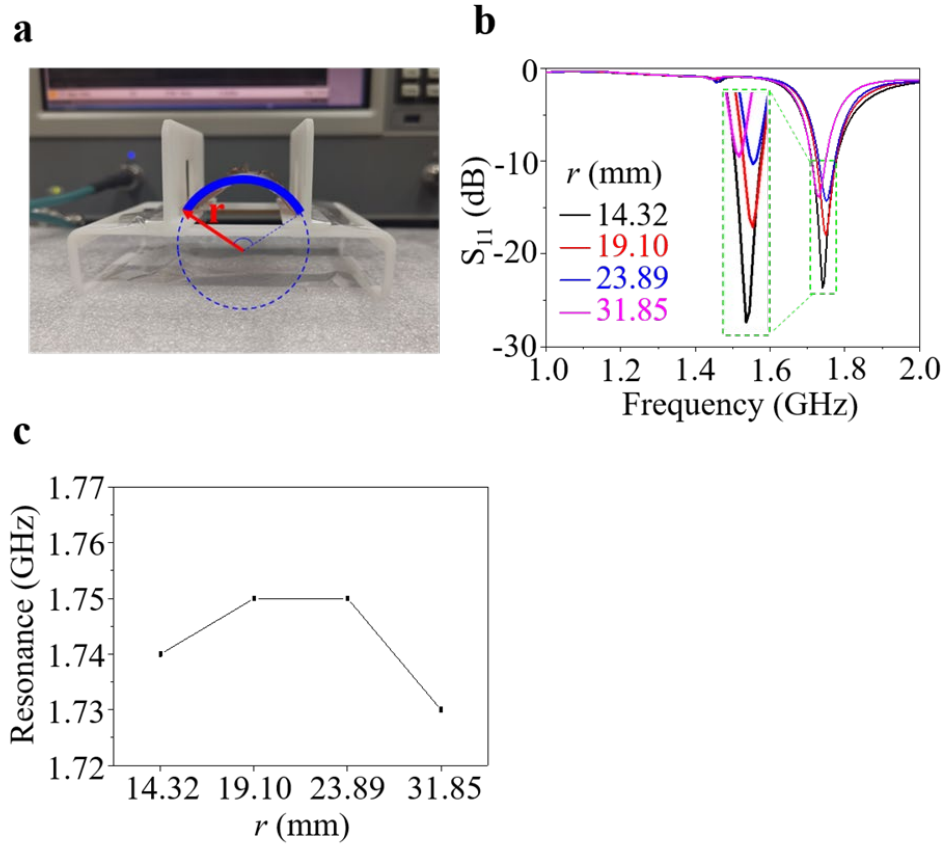 a
r
b
0
-10
-20
-30
S₁₁ (dB)
r (mm)
14.32
19.10
23.89
31.85
1.0 1.2 1.4 1.6 1.8 2.0
Frequency (GHz)
c
1.77
1.76
1.75
1.74
1.73
1.72
Resonance (GHz)
14.32 19.10 23.89 31.85
r (mm)